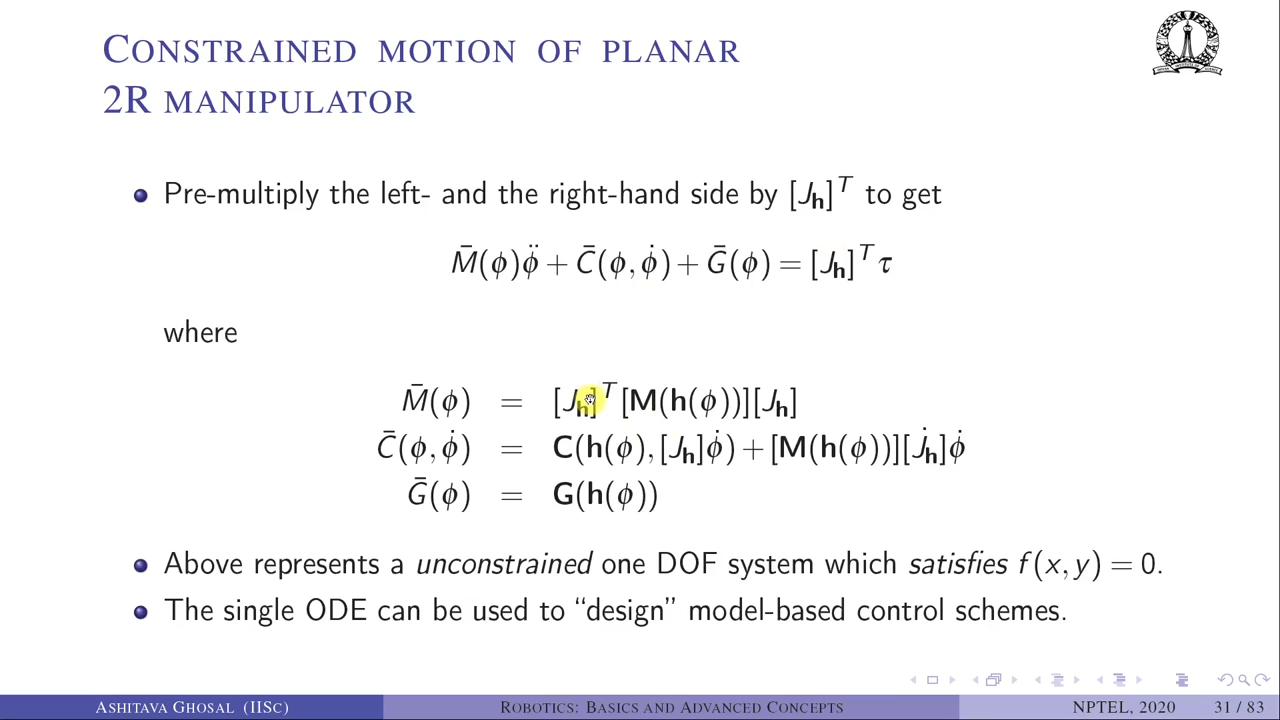 CONSTRAINED MOTION OF PLANAR
2R MANIPULATOR
Pre-multiply the left- and the right-hand side by [J_h]^T to get
M̄(ϕ)ϕ̈ + C̄(ϕ, ϕ̇) + Ḡ(ϕ) = [J_h]^T τ
where
M̄(ϕ) = [J_h]^T [M(h(ϕ))][J_h]
C̄(ϕ, ϕ̇) = C(h(ϕ), [J_h]ϕ̇) + [M(h(ϕ))][J̇_h]ϕ̇
Ḡ(ϕ) = G(h(ϕ))
Above represents a unconstrained one DOF system which satisfies f(x, y) = 0.
The single ODE can be used to “design” model-based control schemes.
ASHITAVA GHOSAL (IISC) ROBOTICS: BASICS AND ADVANCED CONCEPTS NPTEL, 2020 31 / 83